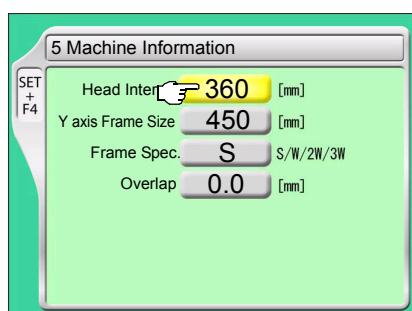 5 Machine Information
SET
+
F4
Head Inter 360 [mm]
Y axis Frame Size 450 [mm]
Frame Spec. S S/W/2W/3W
Overlap 0.0 [mm]